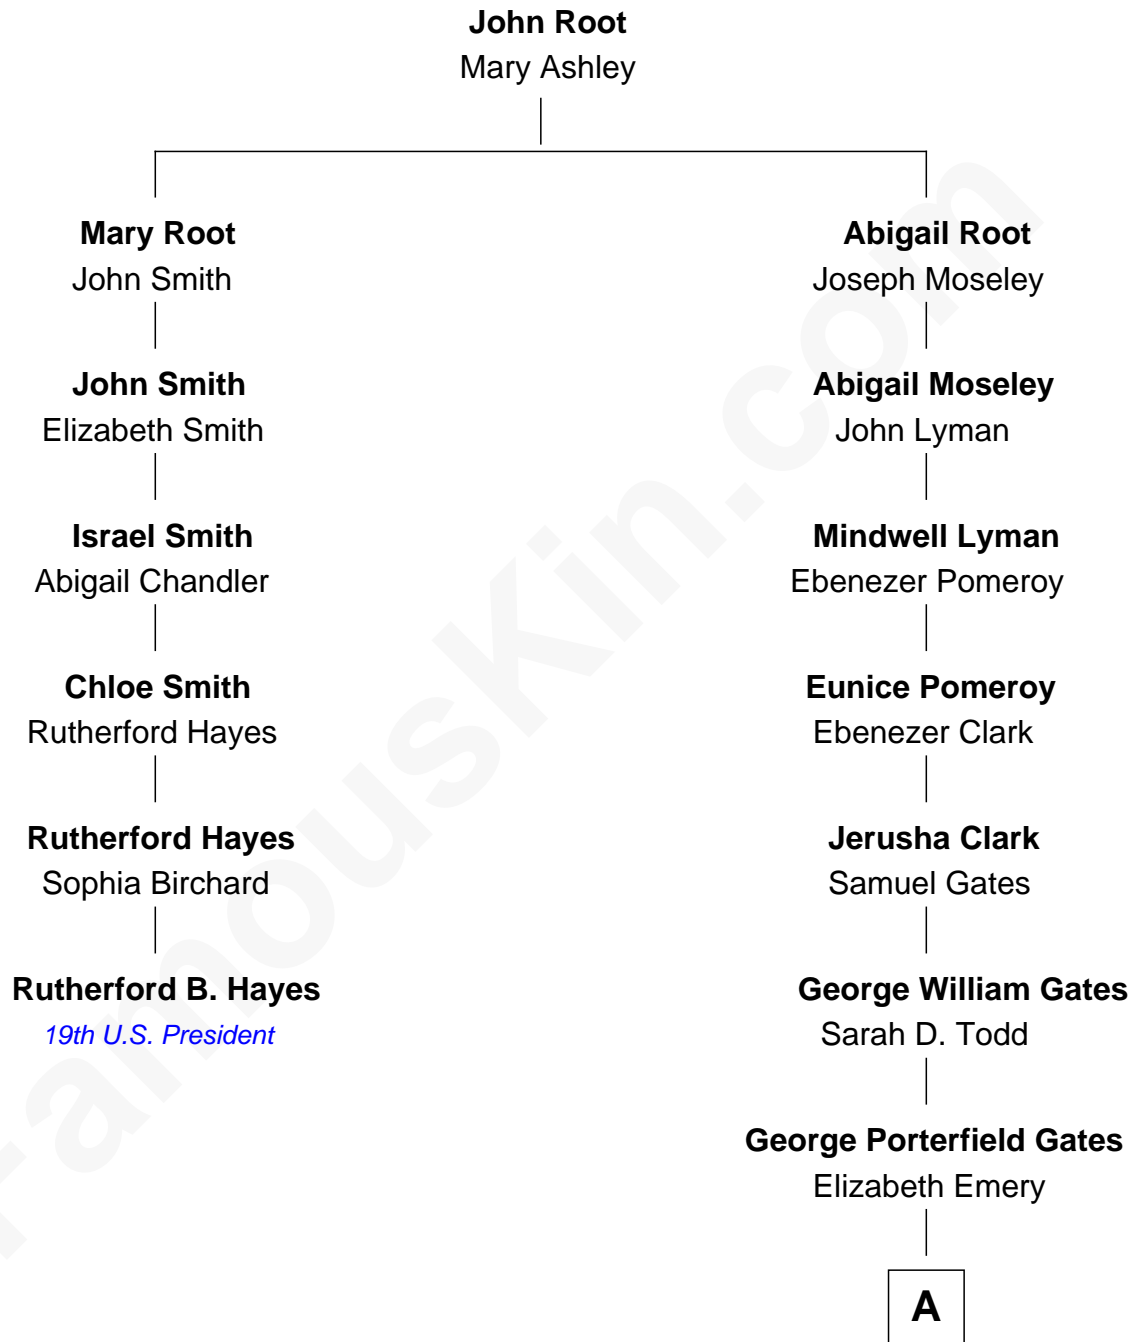 John Root
Mary Ashley
Mary Root
John Smith
Abigail Root
Joseph Moseley
John Smith
Elizabeth Smith
Abigail Moseley
John Lyman
Israel Smith
Abigail Chandler
Mindwell Lyman
Ebenezer Pomeroy
Chloe Smith
Rutherford Hayes
Eunice Pomeroy
Ebenezer Clark
Rutherford Hayes
Sophia Birchard
Jerusha Clark
Samuel Gates
Rutherford B. Hayes
19th U.S. President
George William Gates
Sarah D. Todd
George Porterfield Gates
Elizabeth Emery
A
FamousKin.com